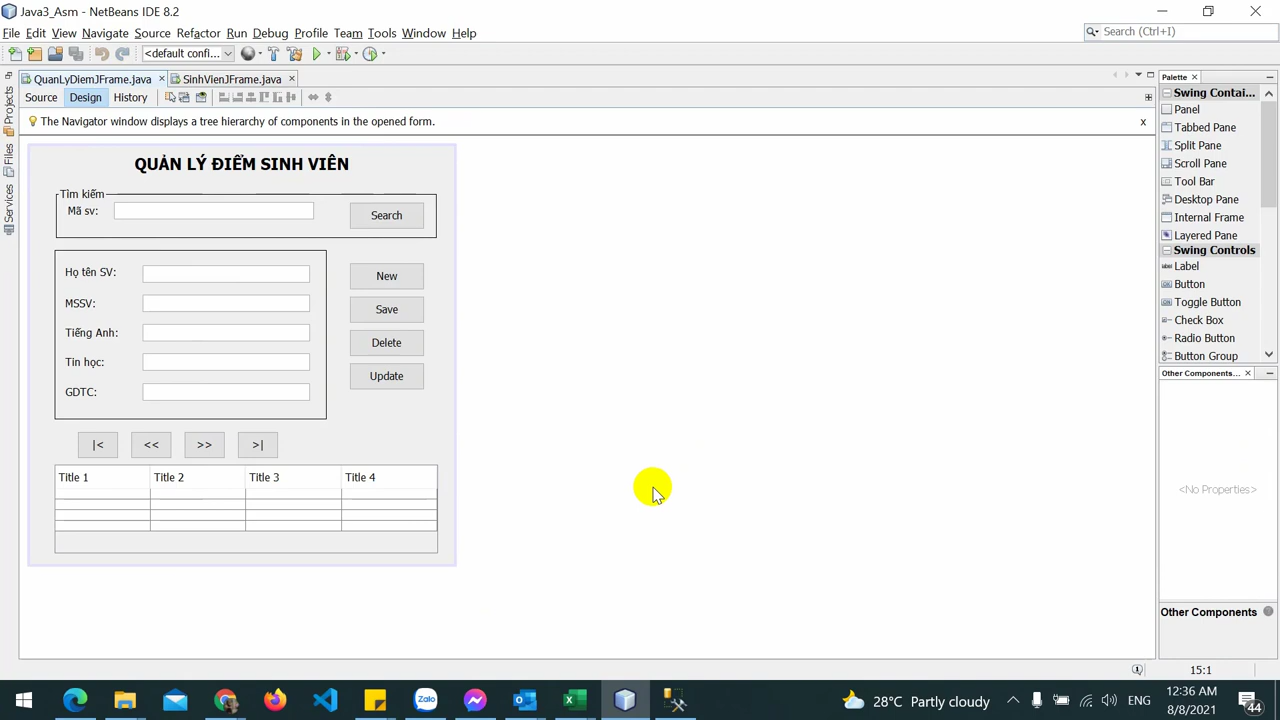 Java3_Asm - NetBeans IDE 8.2
File Edit View Navigate Source Refactor Run Debug Profile Team Tools Window Help
Search (Ctrl+I)
<default confi...
QuanLyDiemJFrame.java
SinhVienJFrame.java
Source Design History
The Navigator window displays a tree hierarchy of components in the opened form. x
Projects
Files
Services
QUẢN LÝ ĐIỂM SINH VIÊN
Tìm kiếm
Mã sv:
Search
Họ tên SV:
MSSV:
Tiếng Anh:
Tin học:
GDTC:
New
Save
Delete
Update
|< << >> >|
Title 1 Title 2 Title 3 Title 4
Palette
Swing Contai...
Panel
Tabbed Pane
Split Pane
Scroll Pane
Tool Bar
Desktop Pane
Internal Frame
Layered Pane
Swing Controls
Label
Button
Toggle Button
Check Box
Radio Button
Button Group
Other Components...
<No Properties>
Other Components
15:1
28°C Partly cloudy
ENG
12:36 AM
8/8/2021
44